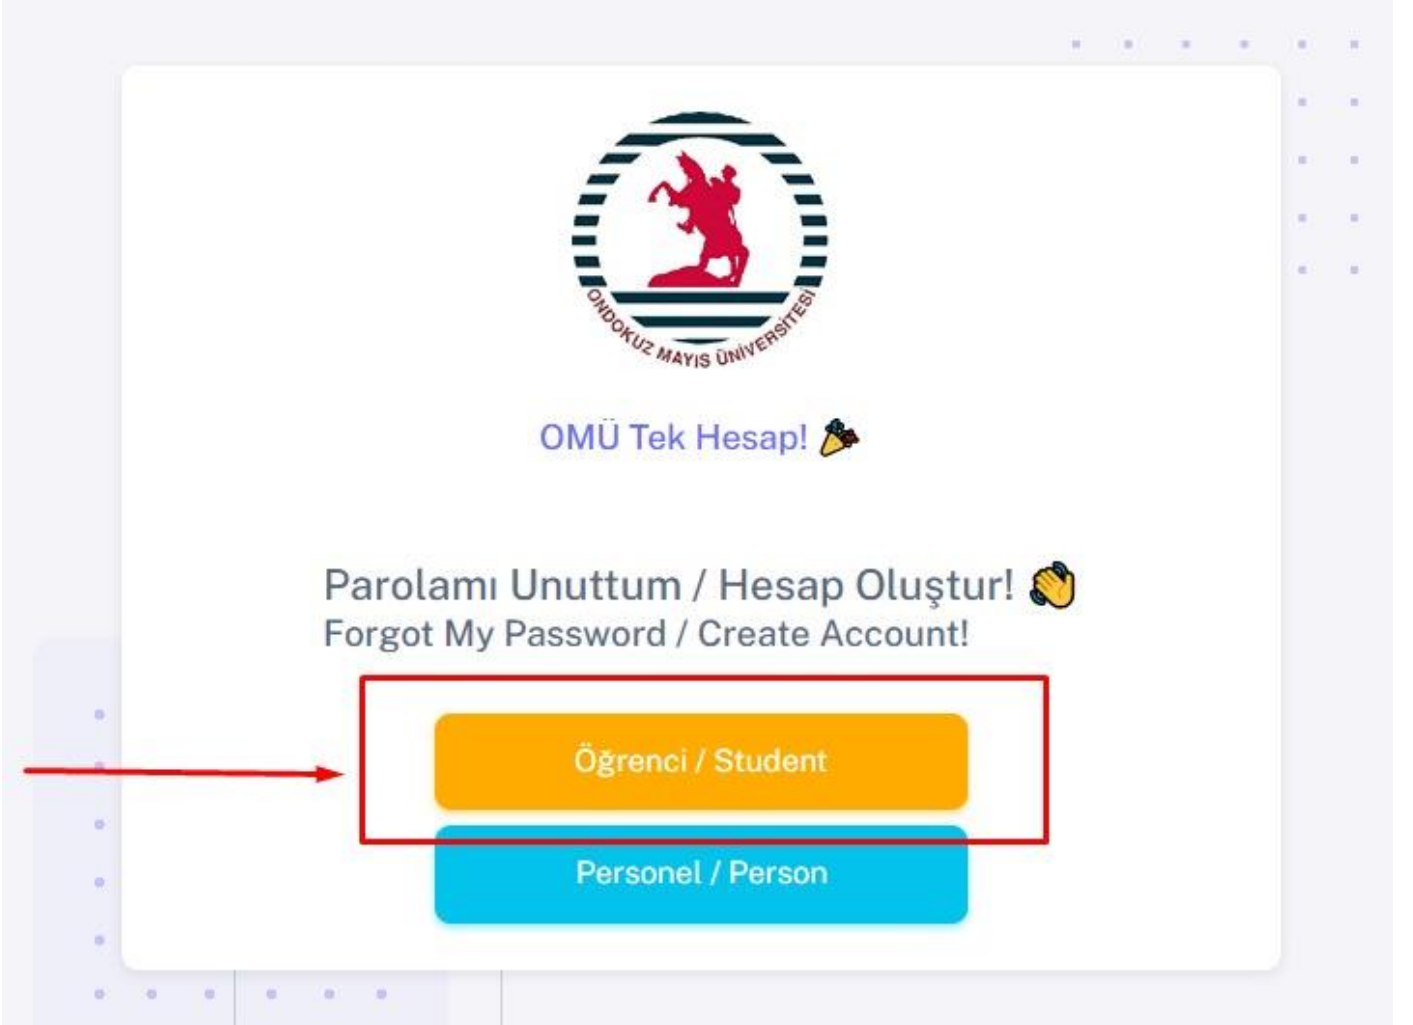 ONDOKUZ MAYIS ÜNİVERSİTESİ
OMÜ Tek Hesap!
Parolamı Unuttum / Hesap Oluştur!
Forgot My Password / Create Account!
Öğrenci / Student
Personel / Person